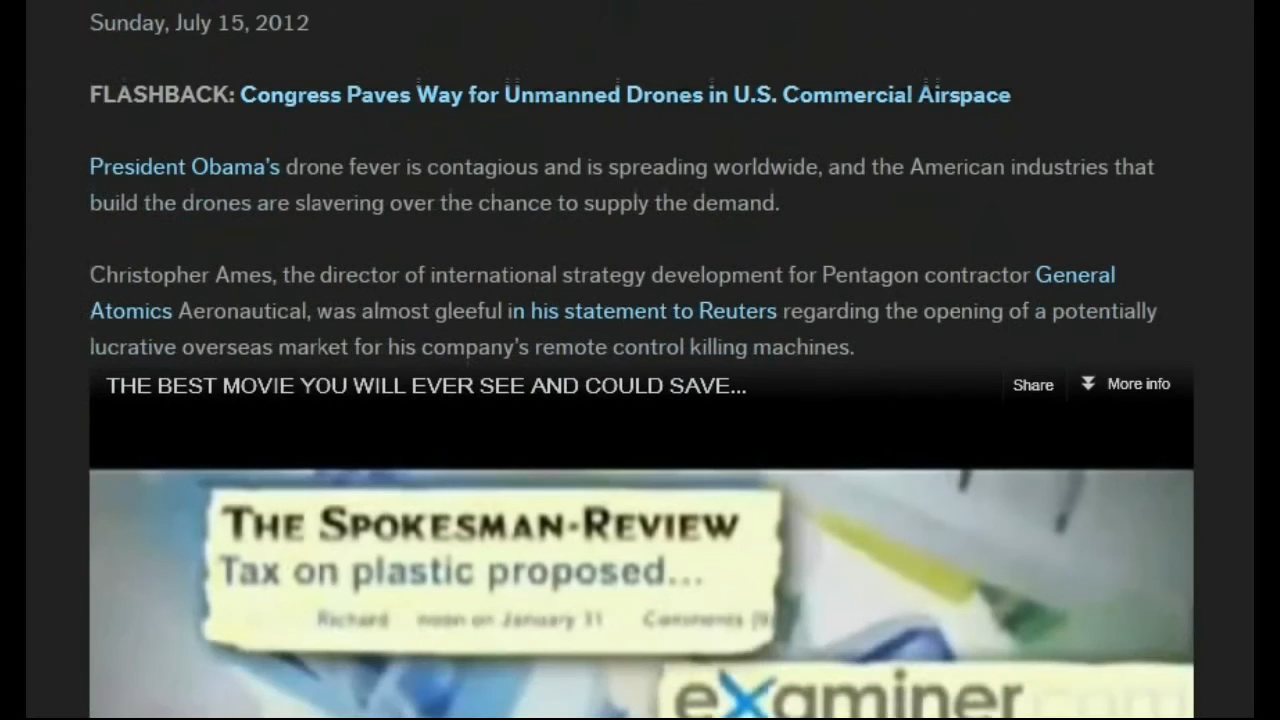 Sunday, July 15, 2012
FLASHBACK: Congress Paves Way for Unmanned Drones in U.S. Commercial Airspace
President Obama's drone fever is contagious and is spreading worldwide, and the American industries that
build the drones are slavering over the chance to supply the demand.
Christopher Ames, the director of international strategy development for Pentagon contractor General
Atomics Aeronautical, was almost gleeful in his statement to Reuters regarding the opening of a potentially
lucrative overseas market for his company's remote control killing machines.
THE BEST MOVIE YOU WILL EVER SEE AND COULD SAVE...
Share
More info
THE SPOKESMAN-REVIEW
Tax on plastic proposed...
Richard noon on January 31 Comments
examiner.com